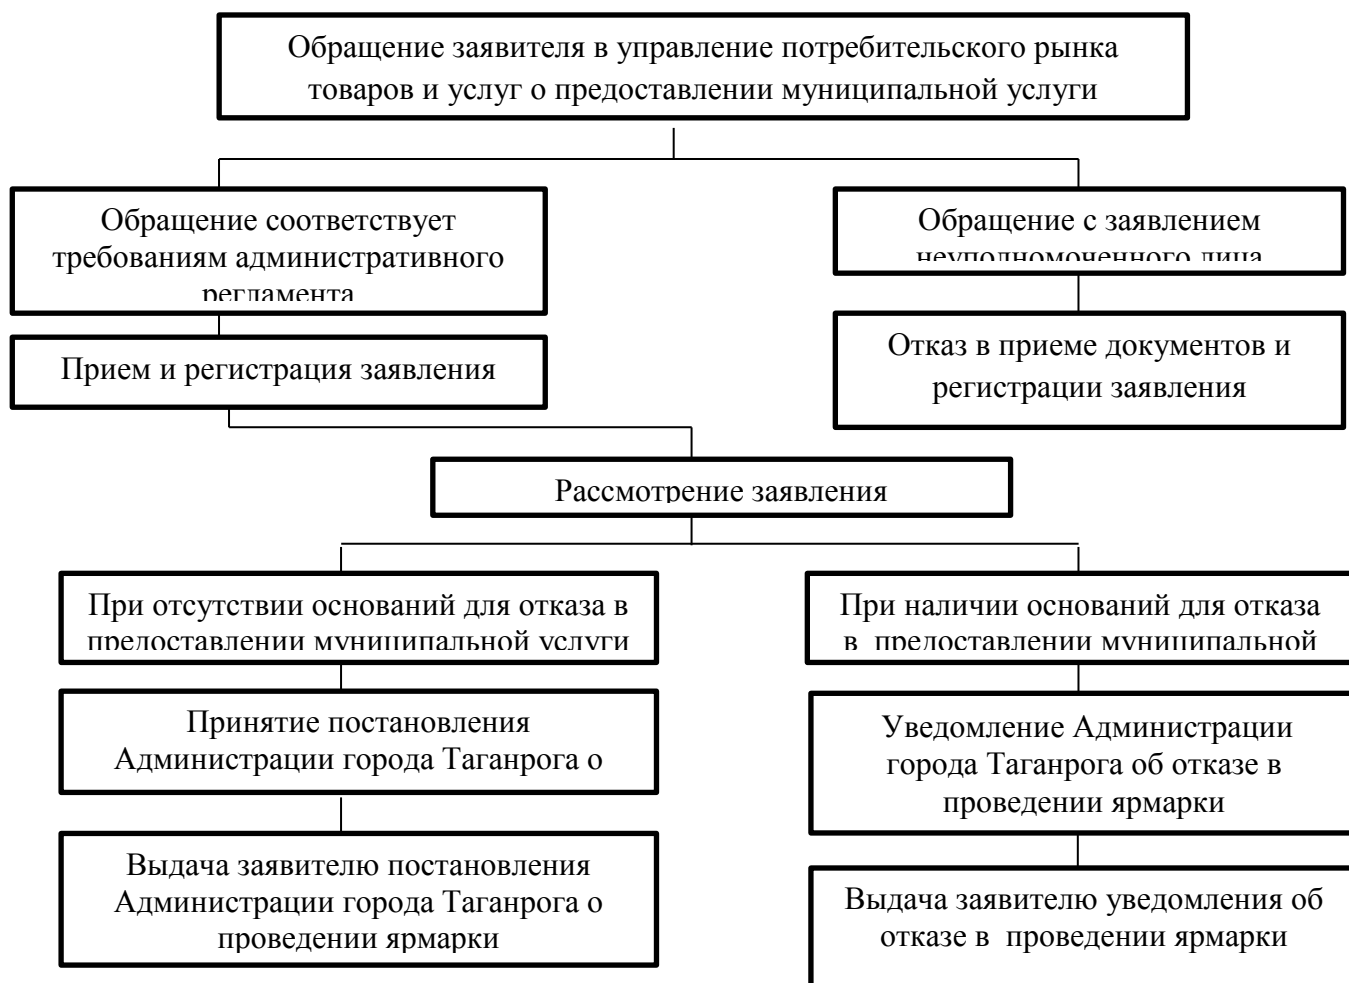 Обращение заявителя в управление потребительского рынка
товаров и услуг о предоставлении муниципальной услуги
Обращение соответствует
требованиям административного
регламента
Обращение с заявлением
неуполномоченного лица
Прием и регистрация заявления
Отказ в приеме документов и
регистрации заявления
Рассмотрение заявления
При отсутствии оснований для отказа в
предоставлении муниципальной услуги
При наличии оснований для отказа
в предоставлении муниципальной
Принятие постановления
Администрации города Таганрога о
Уведомление Администрации
города Таганрога об отказе в
проведении ярмарки
Выдача заявителю постановления
Администрации города Таганрога о
проведении ярмарки
Выдача заявителю уведомления об
отказе в проведении ярмарки